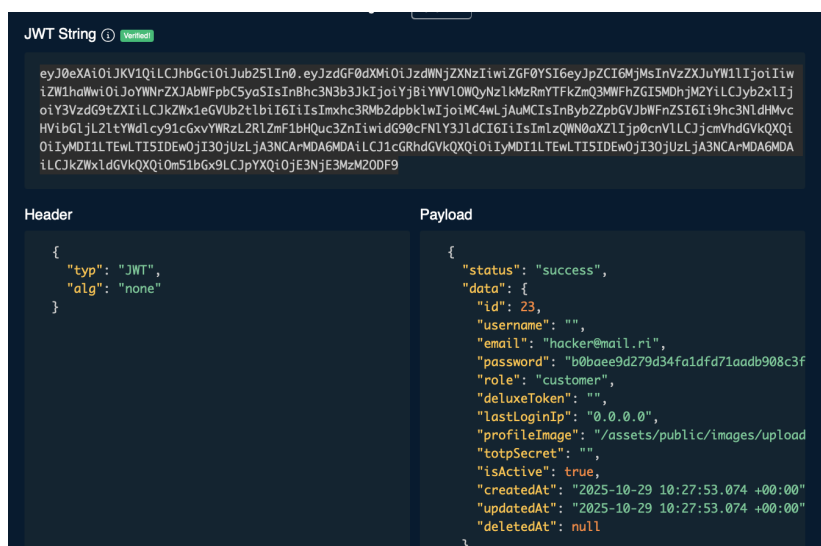 JWT String Verified!
eyJ0eXAiOiJKV1QiLCJhbGciOiJub25lIn0.eyJzdGF0dXMiOiJzdWNjZXNzIiwiZGF0YSI6eyJpZCI6MjMsInVzZXJuYW1lIjoiIiw
iZW1haWwiOiJoYWNrZXJAbWFpbC5yaSIsInBhc3N3b3JkIjoiYjBiYWVlOWQyNzlkMzRmYTFkZmQ3MWFhZGI5MDhjM2YiLCJyb2xlIj
oiY3VzdG9tZXIiLCJkZWx1eGVUb2tlbiI6IiIsImxhc3RMb2dpbklwIjoiMC4wLjAuMCIsInByb2ZpbGVJbWFnZSI6Ii9hc3NldHMvc
HVibGljL2ltYWdlcy91cGxvYWRzL2RlZmF1bHQuc3ZnIiwidG90cFNlY3JldCI6IiIsImlzQWN0aXZlIjp0cnVlLCJjcmVhdGVkQXQi
OiIyMDI1LTEwLTI5IDEwOjI3OjUzLjA3NCArMDA6MDAiLCJ1cGRhdGVkQXQiOiIyMDI1LTEwLTI5IDEwOjI3OjUzLjA3NCArMDA6MDA
iLCJkZWxldGVkQXQiOm51bGx9LCJpYXQiOjE3NjE3MzM2ODF9
Header
Payload
{
"typ": "JWT",
"alg": "none"
}
{
"status": "success",
"data": {
"id": 23,
"username": "",
"email": "hacker@mail.ri",
"password": "b0baee9d279d34fa1dfd71aadb908c3f
"role": "customer",
"deluxeToken": "",
"lastLoginIp": "0.0.0.0",
"profileImage": "/assets/public/images/upload
"totpSecret": "",
"isActive": true,
"createdAt": "2025-10-29 10:27:53.074 +00:00"
"updatedAt": "2025-10-29 10:27:53.074 +00:00"
"deletedAt": null
}